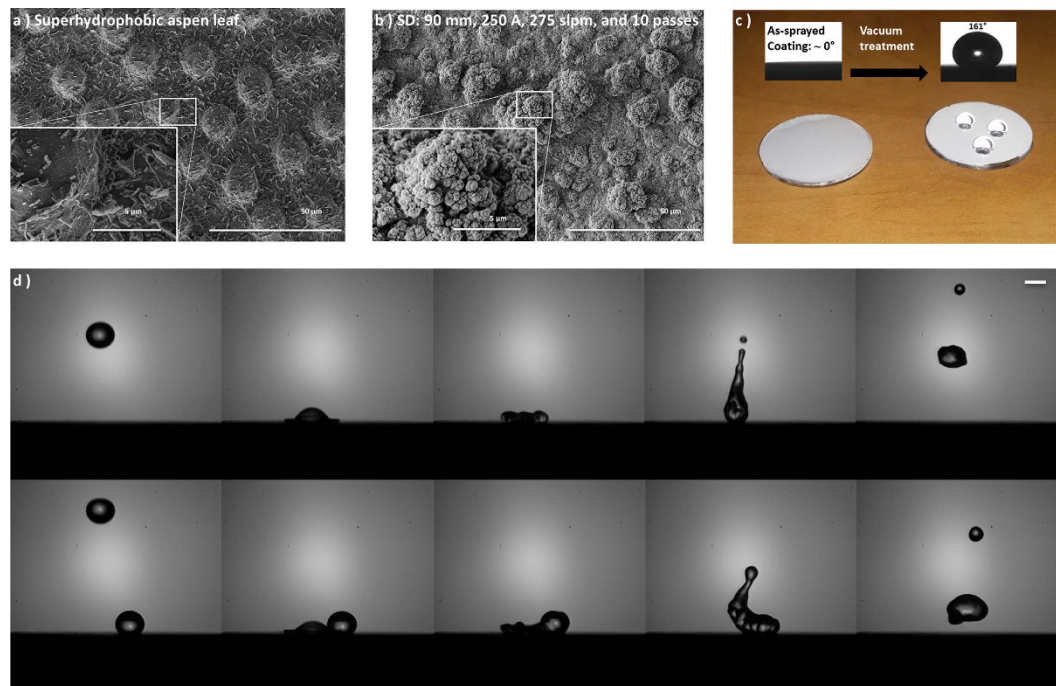 a ) Superhydrophobic aspen leaf
5 µm
50 µm
b ) SD: 90 mm, 250 A, 275 slpm, and 10 passes
5 µm
50 µm
c )
As-sprayed
Coating: ~ 0°
Vacuum
treatment
161°
d )